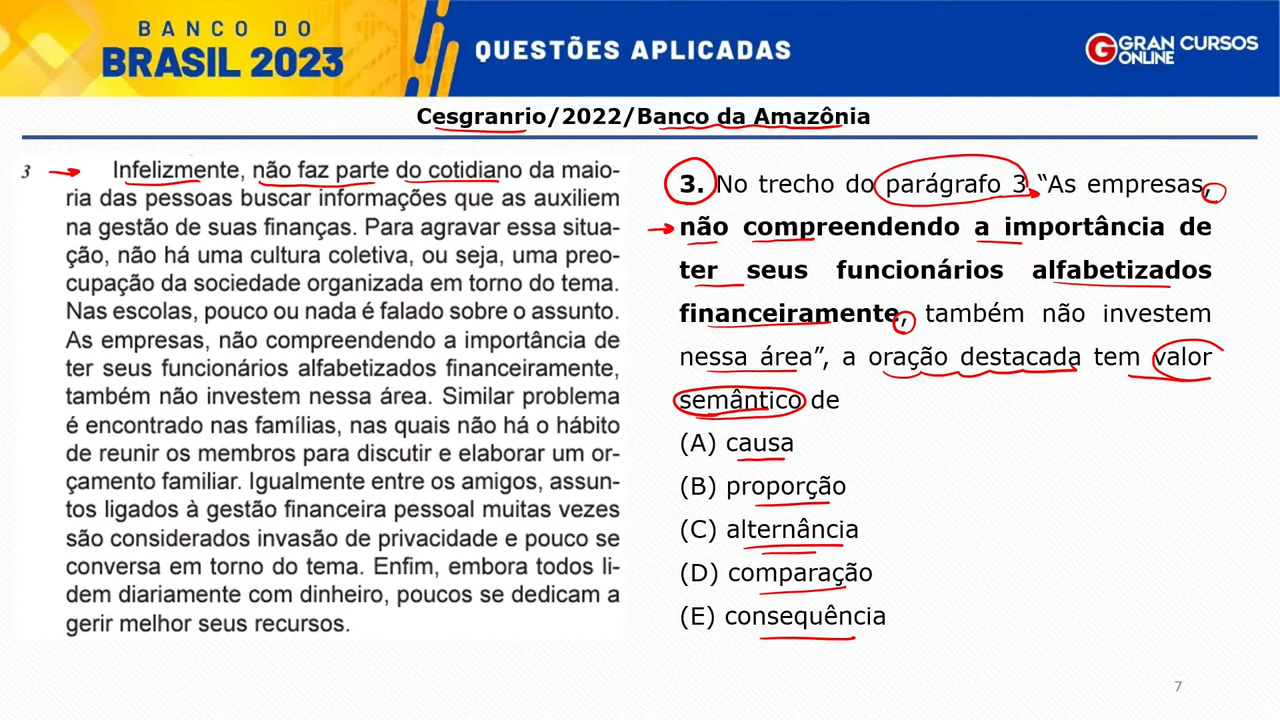 BANCO DO
BRASIL 2023
QUESTÕES APLICADAS
GRAN CURSOS
ONLINE
Cesgranrio/2022/Banco da Amazônia
3
Infelizmente, não faz parte do cotidiano da maio-
ria das pessoas buscar informações que as auxiliem
na gestão de suas finanças. Para agravar essa situa-
ção, não há uma cultura coletiva, ou seja, uma preo-
cupação da sociedade organizada em torno do tema.
Nas escolas, pouco ou nada é falado sobre o assunto.
As empresas, não compreendendo a importância de
ter seus funcionários alfabetizados financeiramente,
também não investem nessa área. Similar problema
é encontrado nas famílias, nas quais não há o hábito
de reunir os membros para discutir e elaborar um or-
çamento familiar. Igualmente entre os amigos, assun-
tos ligados à gestão financeira pessoal muitas vezes
são considerados invasão de privacidade e pouco se
conversa em torno do tema. Enfim, embora todos li-
dem diariamente com dinheiro, poucos se dedicam a
gerir melhor seus recursos.
3. No trecho do parágrafo 3 “As empresas,
não compreendendo a importância de
ter seus funcionários alfabetizados
financeiramente, também não investem
nessa área”, a oração destacada tem valor
semântico de
(A) causa
(B) proporção
(C) alternância
(D) comparação
(E) consequência
7